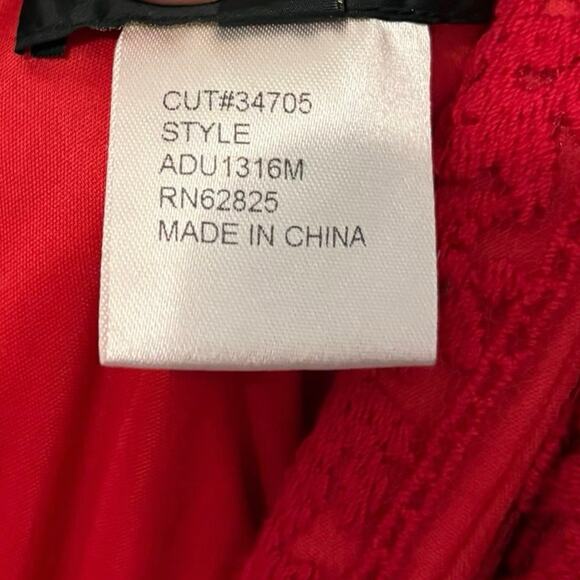 CUT#34705
STYLE
ADU1316M
RN62825
MADE IN CHINA